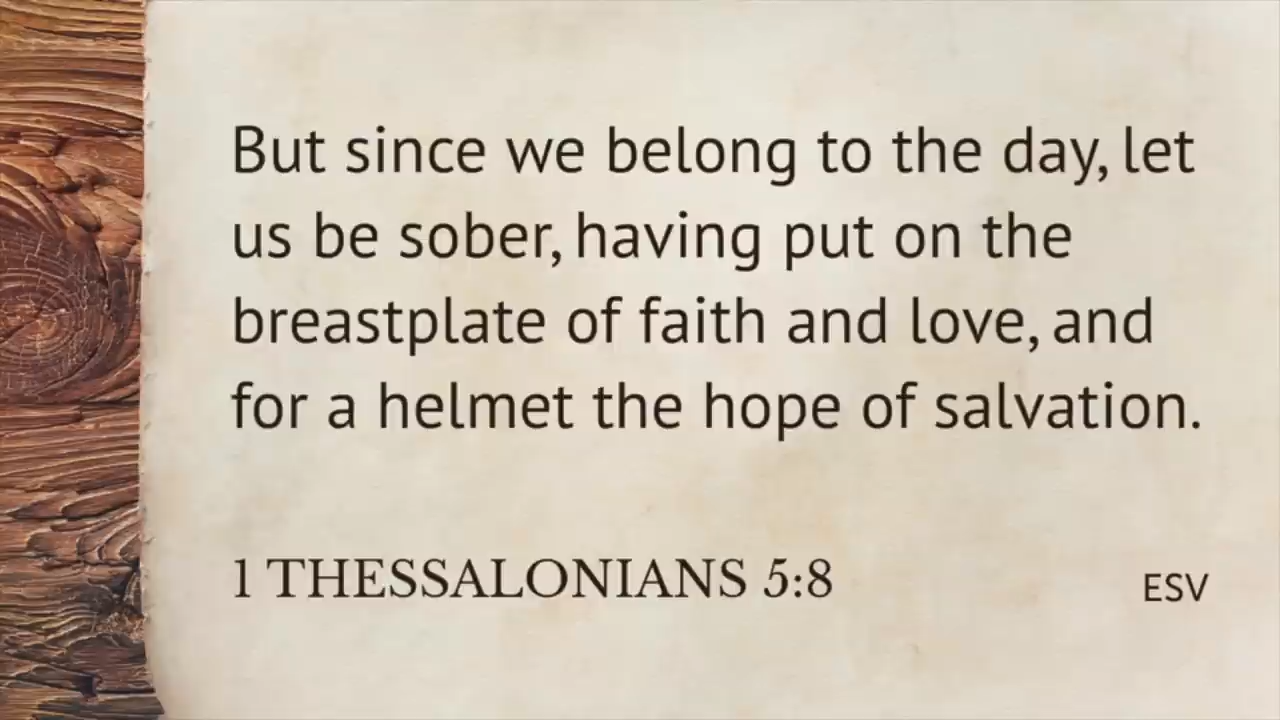 But since we belong to the day, let
us be sober, having put on the
breastplate of faith and love, and
for a helmet the hope of salvation.
1 THESSALONIANS 5:8
ESV